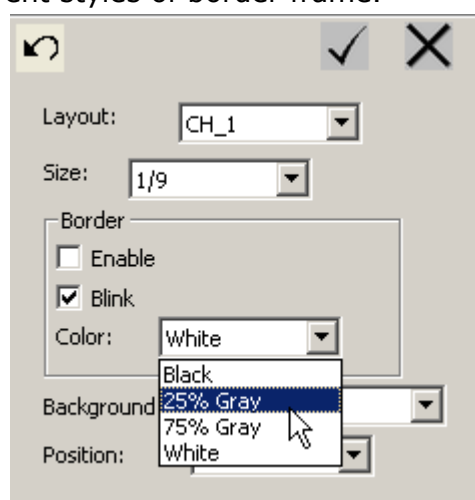 ent styles of border frame.
Layout: CH_1
Size: 1/9
Border
Enable
Blink
Color: White
Black
Background 25% Gray
75% Gray
Position: White